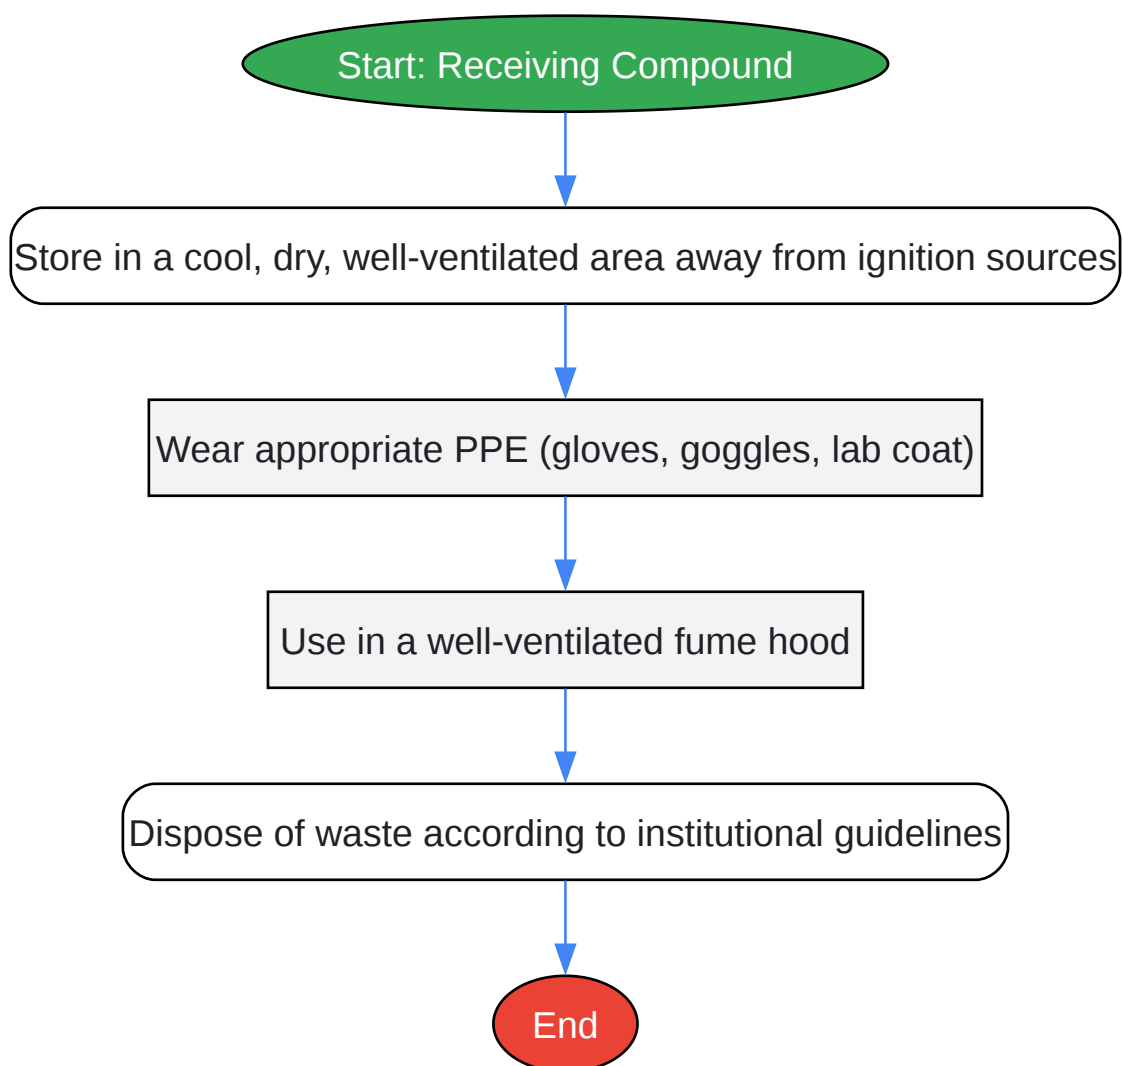 Start: Receiving Compound
Store in a cool, dry, well-ventilated area away from ignition sources
Wear appropriate PPE (gloves, goggles, lab coat)
Use in a well-ventilated fume hood
Dispose of waste according to institutional guidelines
End